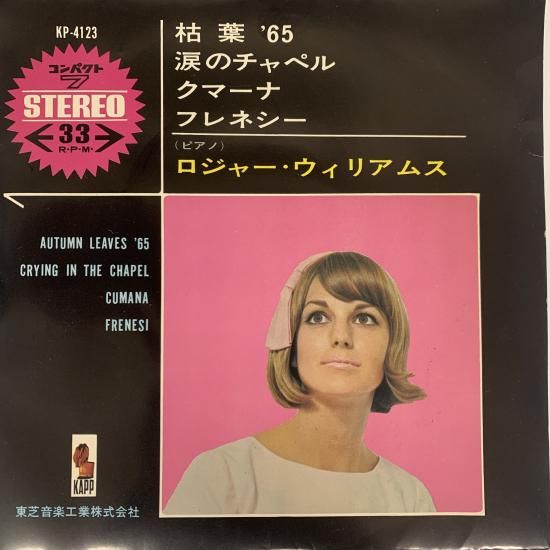 KP-4123
コンパクト
7
STEREO
33
R・P・M・
枯葉 '65
涙のチャペル
クマーナ
フレネシー
(ピアノ)
ロジャー・ウィリアムス
AUTUMN LEAVES '65
CRYING IN THE CHAPEL
CUMANA
FRENESI
KAPP
東芝音楽工業株式会社